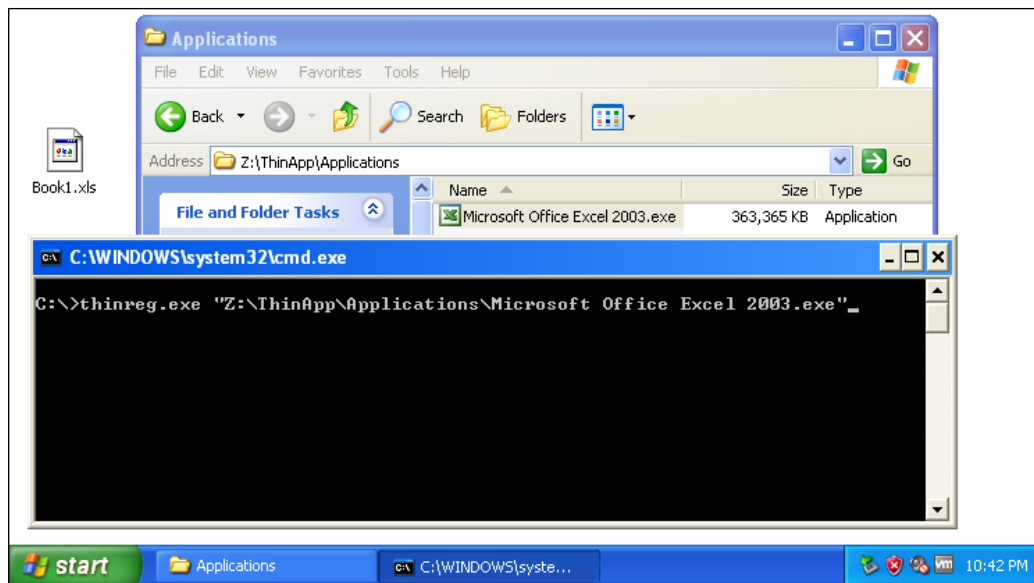 Applications
File Edit View Favorites Tools Help
Back Search Folders
Address Z:\ThinApp\Applications Go
Book1.xls
Name Size Type
File and Folder Tasks
Microsoft Office Excel 2003.exe 363,365 KB Application
C:\WINDOWS\system32\cmd.exe
C:\>thinreg.exe "Z:\ThinApp\Applications\Microsoft Office Excel 2003.exe"_
start Applications C:\WINDOWS\syste... vm 10:42 PM